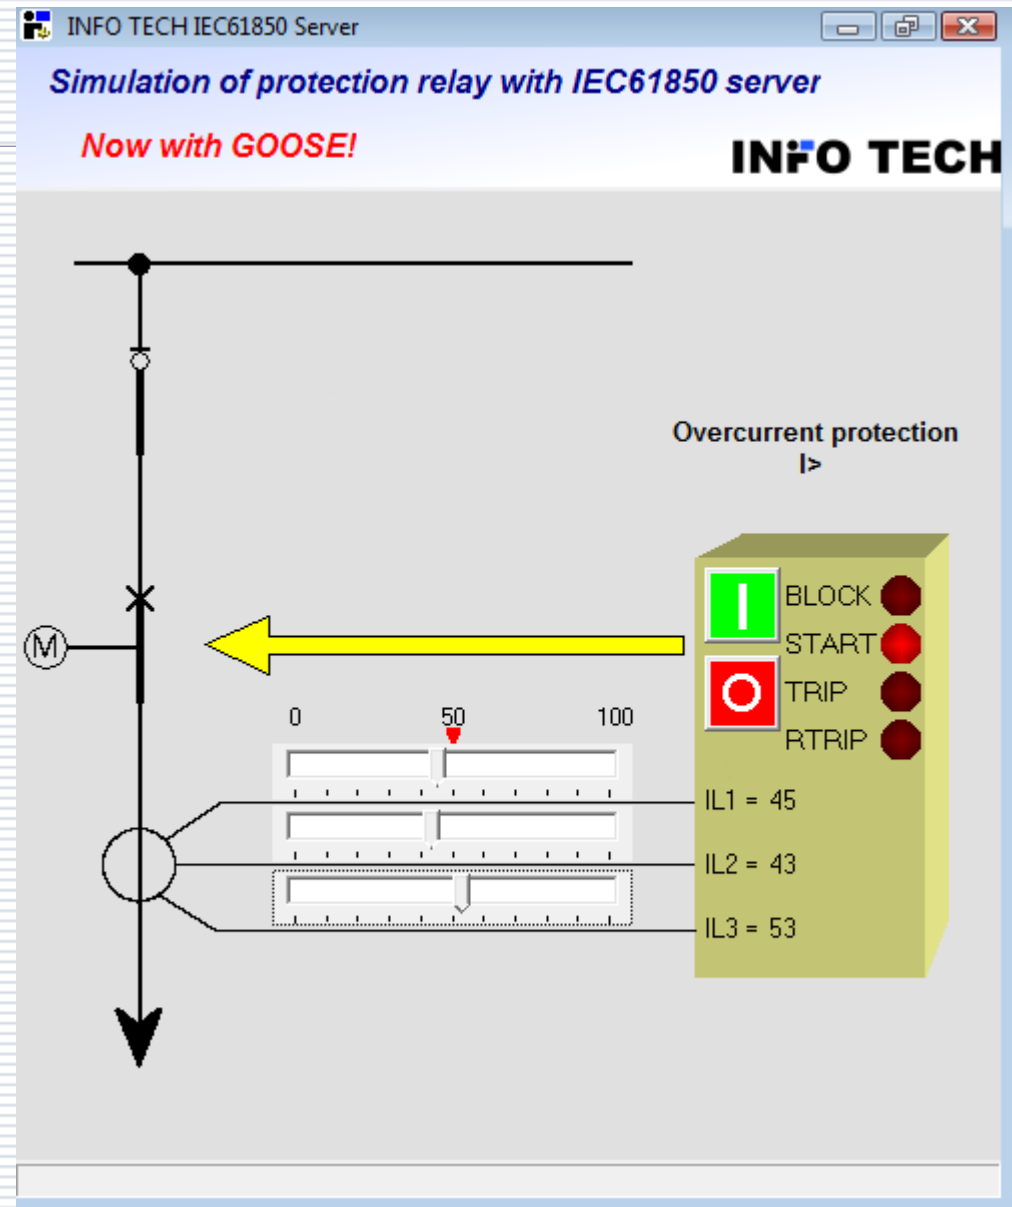 INFO TECH IEC61850 Server
Simulation of protection relay with IEC61850 server
Now with GOOSE!
INFO TECH
Overcurrent protection
I>
BLOCK
START
M
TRIP
0 50 100
RTRIP
IL1 = 45
IL2 = 43
IL3 = 53